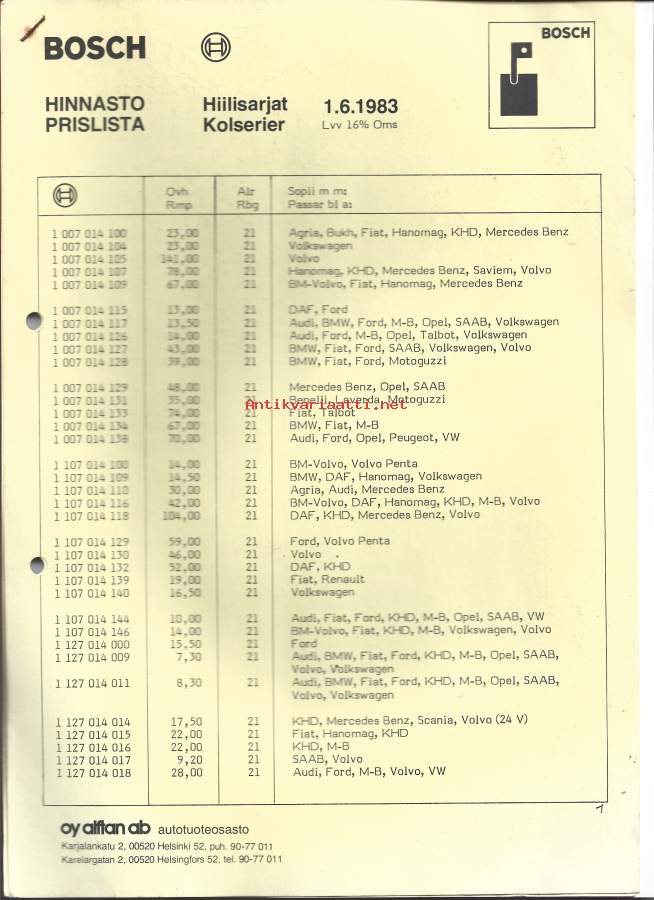 BOSCH
BOSCH
HINNASTO Hiilisarjat 1.6.1983
PRISLISTA Kolserier Lvv 16% Oms
Ovh Alr Sopii m m:
Rmp Rbg Passar bl a:
1 007 014 100 23,00 21 Agria, Bukh, Fiat, Hanomag, KHD, Mercedes Benz
1 007 014 104 23,00 21 Volkswagen
1 007 014 105 141,00 21 Volvo
1 007 014 107 78,00 21 Hanomag, KHD, Mercedes Benz, Saviem, Volvo
1 007 014 109 67,00 21 BM-Volvo, Fiat, Hanomag, Mercedes Benz
1 007 014 115 13,00 21 DAF, Ford
1 007 014 117 13,50 21 Audi, BMW, Ford, M-B, Opel, SAAB, Volkswagen
1 007 014 126 14,00 21 Audi, Ford, M-B, Opel, Talbot, Volkswagen
1 007 014 127 43,00 21 BMW, Fiat, Ford, SAAB, Volkswagen, Volvo
1 007 014 128 39,00 21 BMW, Fiat, Ford, Motoguzzi
1 007 014 129 48,00 21 Mercedes Benz, Opel, SAAB
1 007 014 131 35,00 21 Benelli, Laverda, Motoguzzi
Antikvariaatti.net
1 007 014 133 74,00 21 Fiat, Talbot
1 007 014 134 67,00 21 BMW, Fiat, M-B
1 007 014 138 70,00 21 Audi, Ford, Opel, Peugeot, VW
1 107 014 100 14,00 21 BM-Volvo, Volvo Penta
1 107 014 109 14,50 21 BMW, DAF, Hanomag, Volkswagen
1 107 014 110 30,00 21 Agria, Audi, Mercedes Benz
1 107 014 116 42,00 21 BM-Volvo, DAF, Hanomag, KHD, M-B, Volvo
1 107 014 118 104,00 21 DAF, KHD, Mercedes Benz, Volvo
1 107 014 129 59,00 21 Ford, Volvo Penta
1 107 014 130 46,00 21 Volvo
1 107 014 132 52,00 21 DAF, KHD
1 107 014 139 19,00 21 Fiat, Renault
1 107 014 140 16,50 21 Volkswagen
1 107 014 144 10,00 21 Audi, Fiat, Ford, KHD, M-B, Opel, SAAB, VW
1 107 014 146 14,00 21 BM-Volvo, Fiat, KHD, M-B, Volkswagen, Volvo
1 127 014 000 15,50 21 Ford
1 127 014 009 7,30 21 Audi, BMW, Fiat, Ford, KHD, M-B, Opel, SAAB,
Volvo, Volkswagen
1 127 014 011 8,30 21 Audi, BMW, Fiat, Ford, KHD, M-B, Opel, SAAB,
Volvo, Volkswagen
1 127 014 014 17,50 21 KHD, Mercedes Benz, Scania, Volvo (24 V)
1 127 014 015 22,00 21 Fiat, Hanomag, KHD
1 127 014 016 22,00 21 KHD, M-B
1 127 014 017 9,20 21 SAAB, Volvo
1 127 014 018 28,00 21 Audi, Ford, M-B, Volvo, VW
1
oy alftan ab autotuoteosasto
Karjalankatu 2, 00520 Helsinki 52, puh. 90-77 011
Karelargatan 2, 00520 Helsingfors 52, tel. 90-77 011